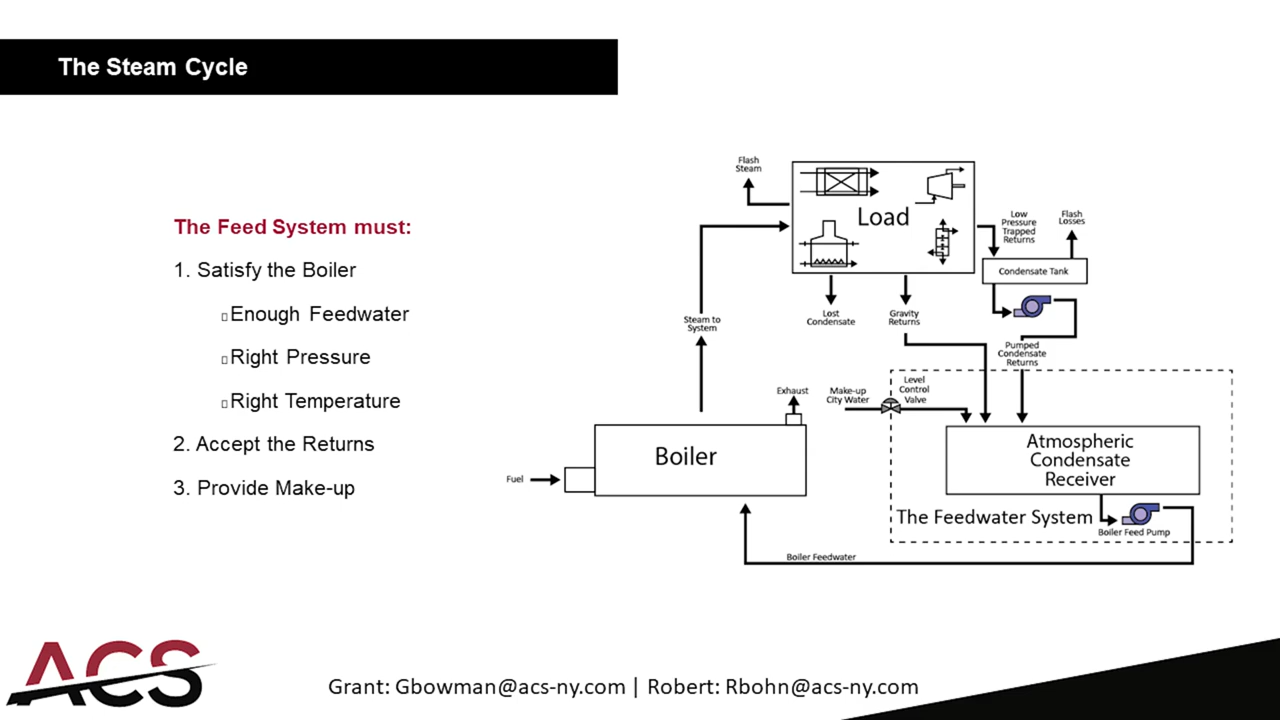 The Steam Cycle
The Feed System must:
1. Satisfy the Boiler
Enough Feedwater
Right Pressure
Right Temperature
2. Accept the Returns
3. Provide Make-up
Flash
Steam
Load
Low
Pressure
Trapped
Returns
Flash
Losses
Condensate Tank
Lost
Condensate
Gravity
Returns
Steam to
System
Pumped
Condensate
Returns
Exhaust
Make-up
City Water
Level
Control
Valve
Boiler
Fuel
Atmospheric
Condensate
Receiver
The Feedwater System
Boiler Feed Pump
Boiler Feedwater
ACS
Grant: Gbowman@acs-ny.com | Robert: Rbohn@acs-ny.com